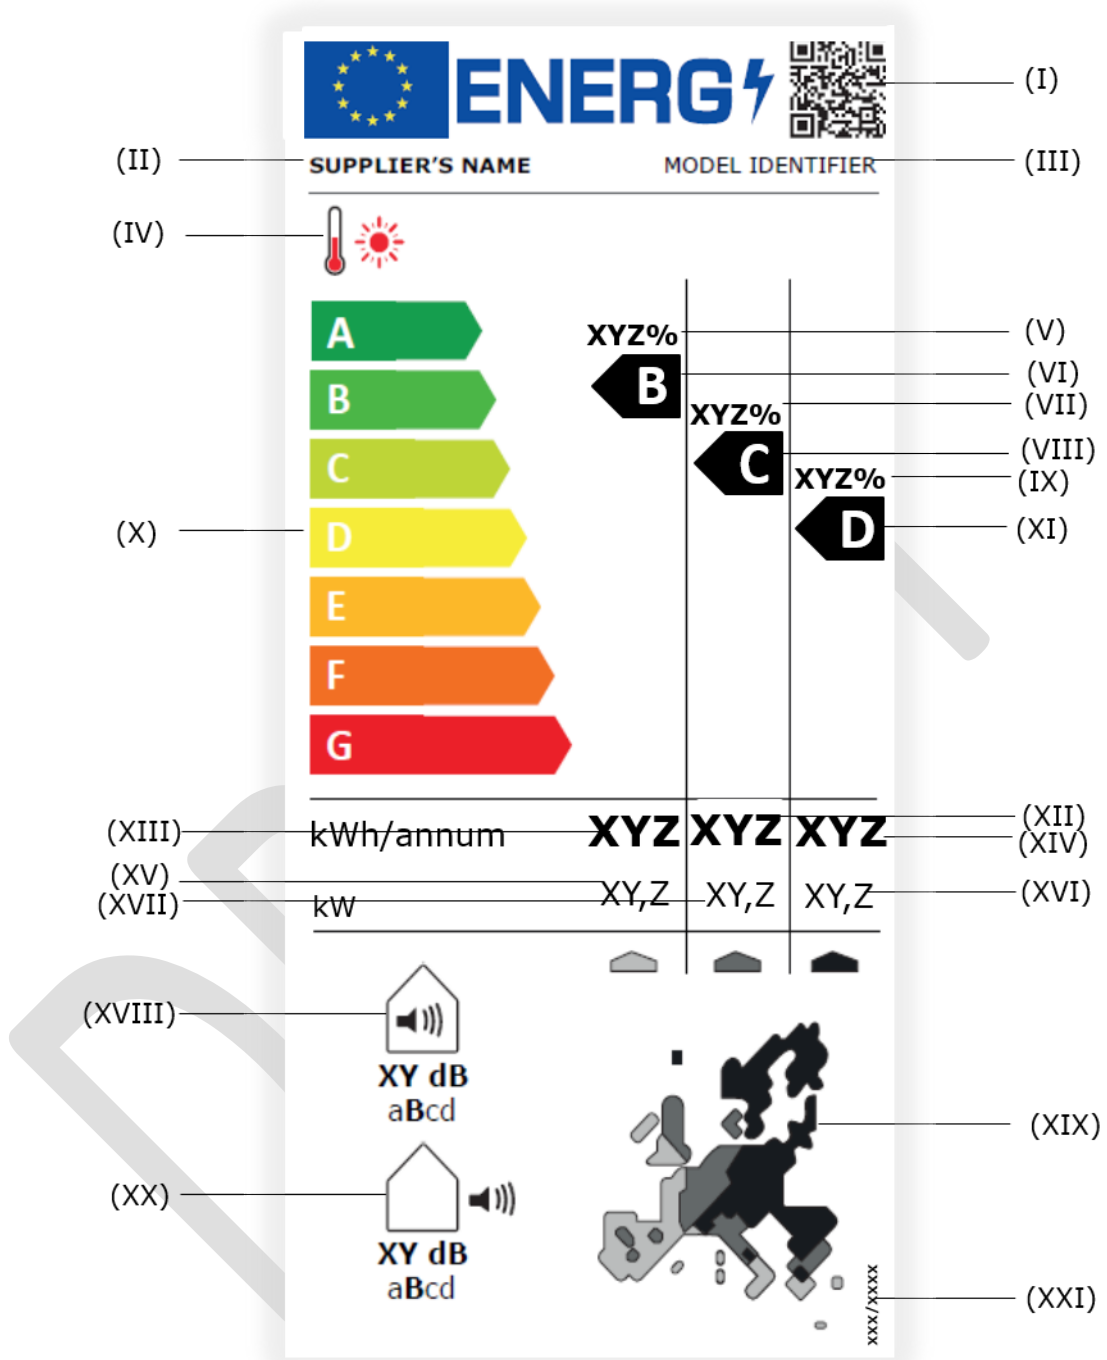 ENERG (I)
(II) SUPPLIER'S NAME MODEL IDENTIFIER (III)
(IV)
A XYZ% (V)
B B (VI)
XYZ% (VII)
C C (VIII)
XYZ% (IX)
(X) D D (XI)
E
F
G
(XII)
(XIII) kWh/annum XYZ XYZ XYZ (XIV)
(XV) XY,Z XY,Z XY,Z (XVI)
(XVII) kW
(XVIII)
XY dB
aBcd
(XIX)
(XX)
XY dB
aBcd
xxx/xxxx (XXI)